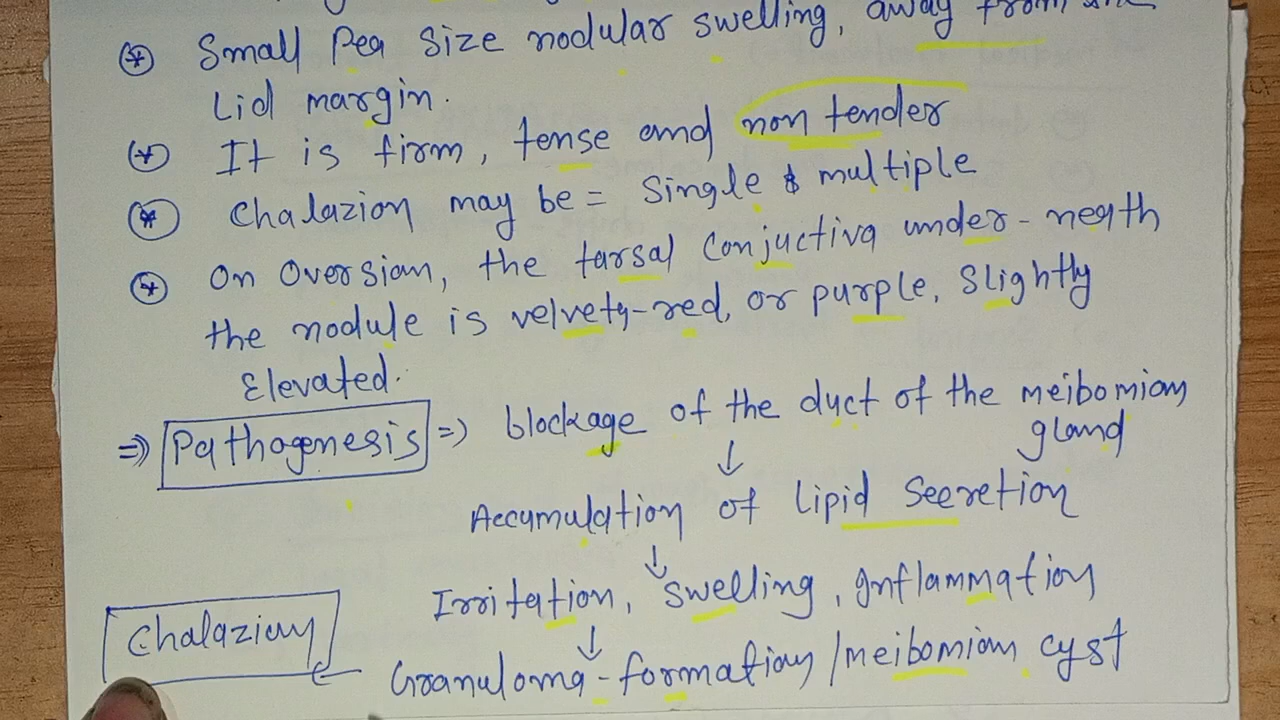 Small Pea Size nodular swelling, away from the
Lid margin.
It is firm, tense and non tender
Chalazion may be = Single & multiple
On Oversion, the tarsal Conjuctiva under-neath
the nodule is velvety-red, or purple, Slightly
Elevated.
⇒ Pathogenesis ⇒ blockage of the duct of the meibomian
gland
↓
Accumulation of Lipid Secretion
↓
Irritation, swelling, Inflammation
↓
Chalazion ← Granuloma-formation/meibomian cyst